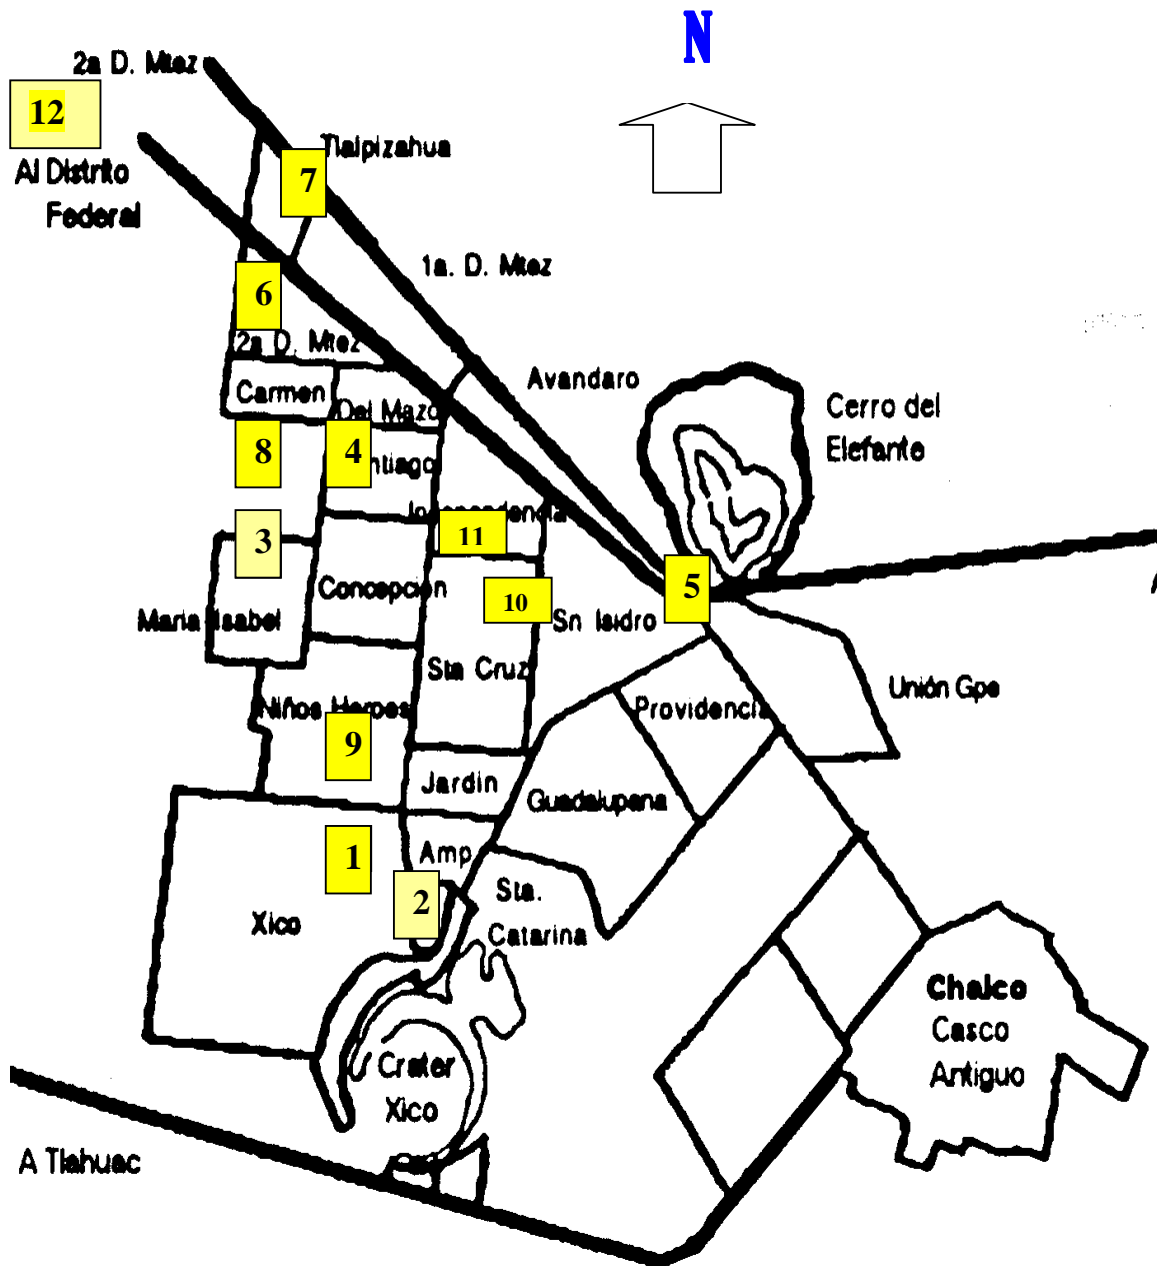 N
2a D. Mtez
12
Tlalpizahua
Al Distrito
Federal
7
1a. D. Mtez
6
2a D. Mtez
Avandaro
Carmen
Del Mazo
Cerro del
Elefante
8
4
ntiago
3
11
Concepción
5
10
Maria Isabel
Sn Isidro
Sta Cruz
Unión Gpe
Niños Heroes
Providencia
9
Jardin
Guadalupana
1
Amp
2
Sta.
Catarina
Xico
Chalco
Casco
Antiguo
Crater
Xico
A Tlahuac